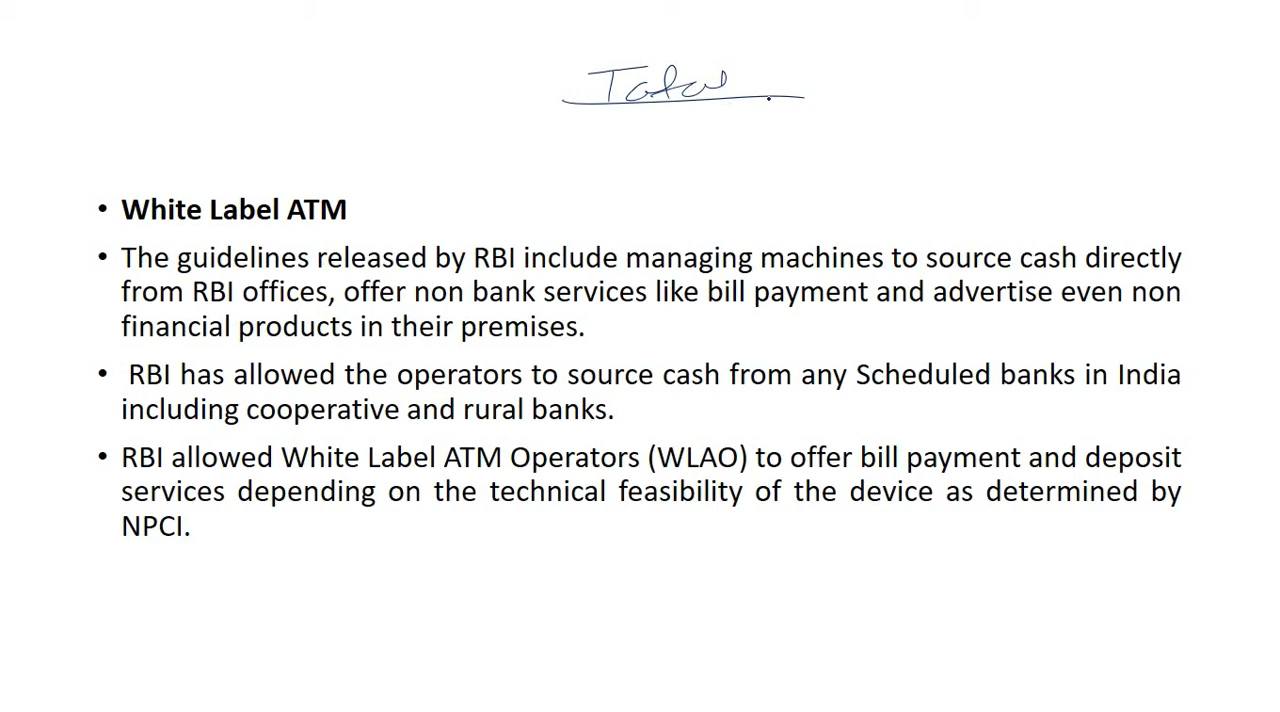 • White Label ATM
• The guidelines released by RBI include managing machines to source cash directly
from RBI offices, offer non bank services like bill payment and advertise even non
financial products in their premises.
• RBI has allowed the operators to source cash from any Scheduled banks in India
including cooperative and rural banks.
• RBI allowed White Label ATM Operators (WLAO) to offer bill payment and deposit
services depending on the technical feasibility of the device as determined by
NPCI.